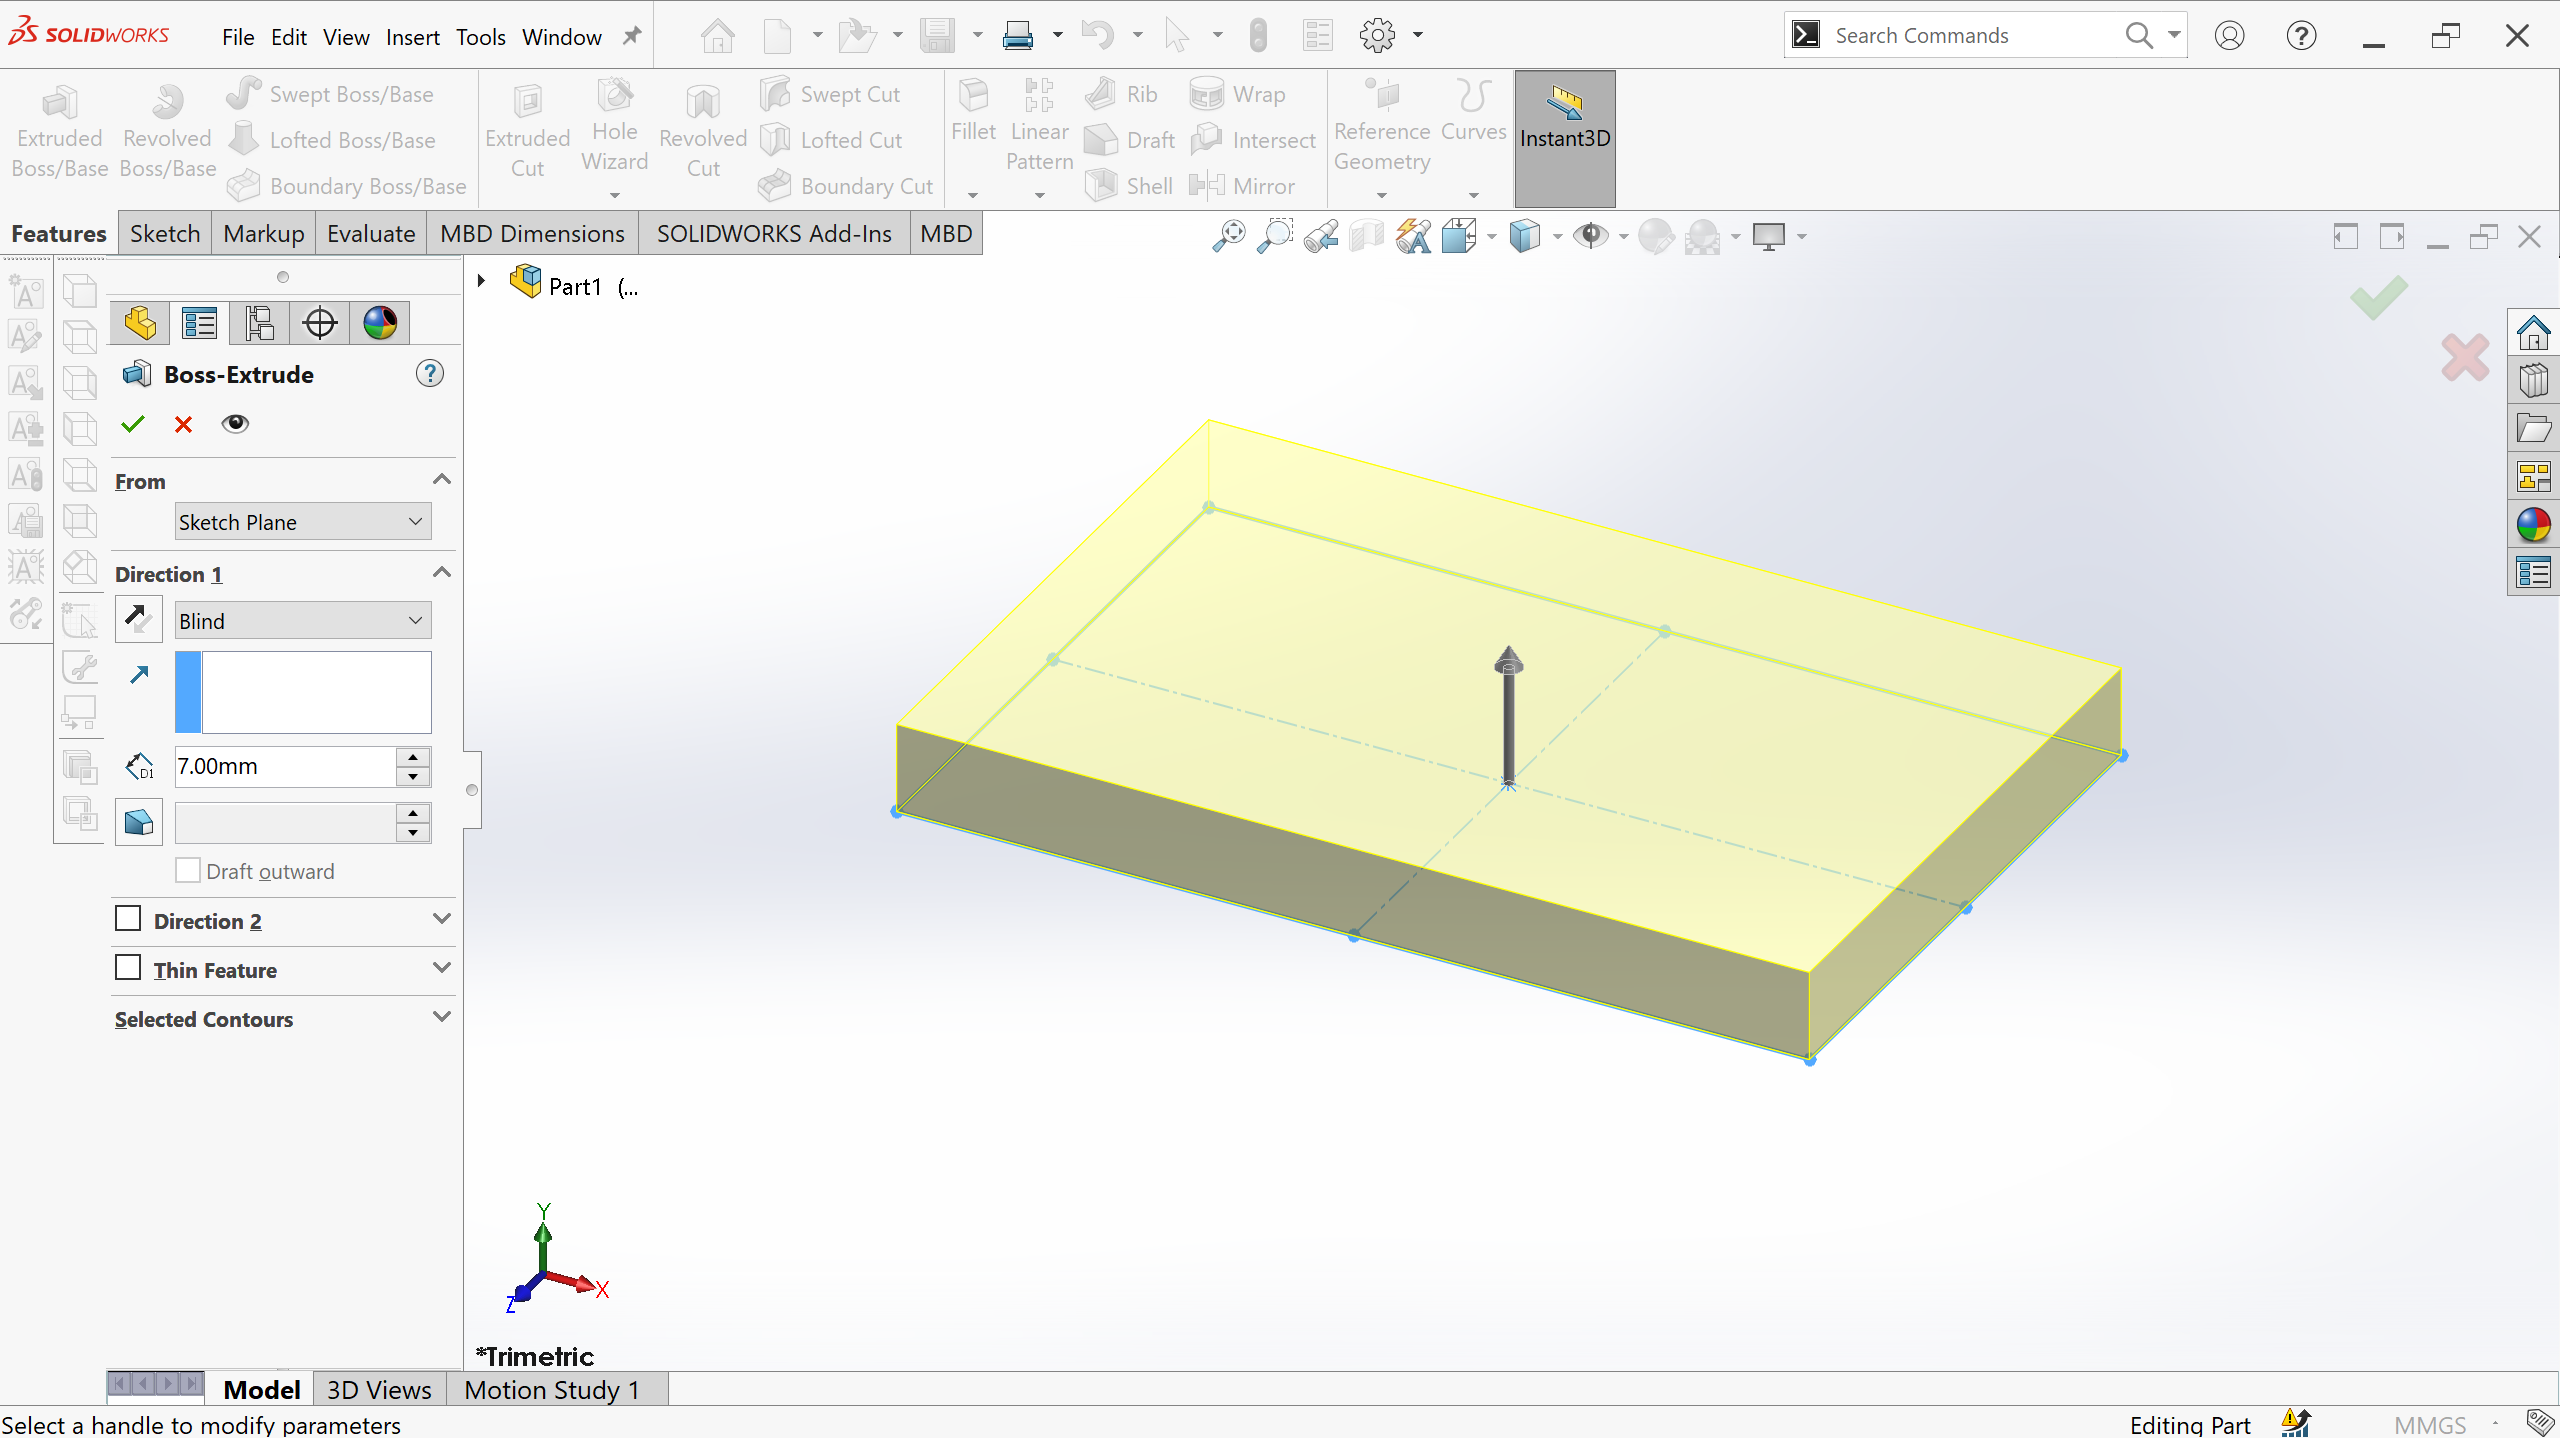 SOLIDWORKS File Edit View Insert Tools Window Search Commands
Extruded Boss/Base
Revolved Boss/Base
Swept Boss/Base
Lofted Boss/Base
Boundary Boss/Base
Extruded Cut
Hole Wizard
Revolved Cut
Swept Cut
Lofted Cut
Boundary Cut
Fillet
Linear Pattern
Rib
Draft
Shell
Wrap
Intersect
Mirror
Reference Geometry
Curves
Instant3D
Features Sketch Markup Evaluate MBD Dimensions SOLIDWORKS Add-Ins MBD
Part1 (...
Boss-Extrude
From
Sketch Plane
Direction 1
Blind
D1
7.00mm
Draft outward
Direction 2
Thin Feature
Selected Contours
Y
X
Z
*Trimetric
Model 3D Views Motion Study 1
Select a handle to modify parameters Editing Part MMGS